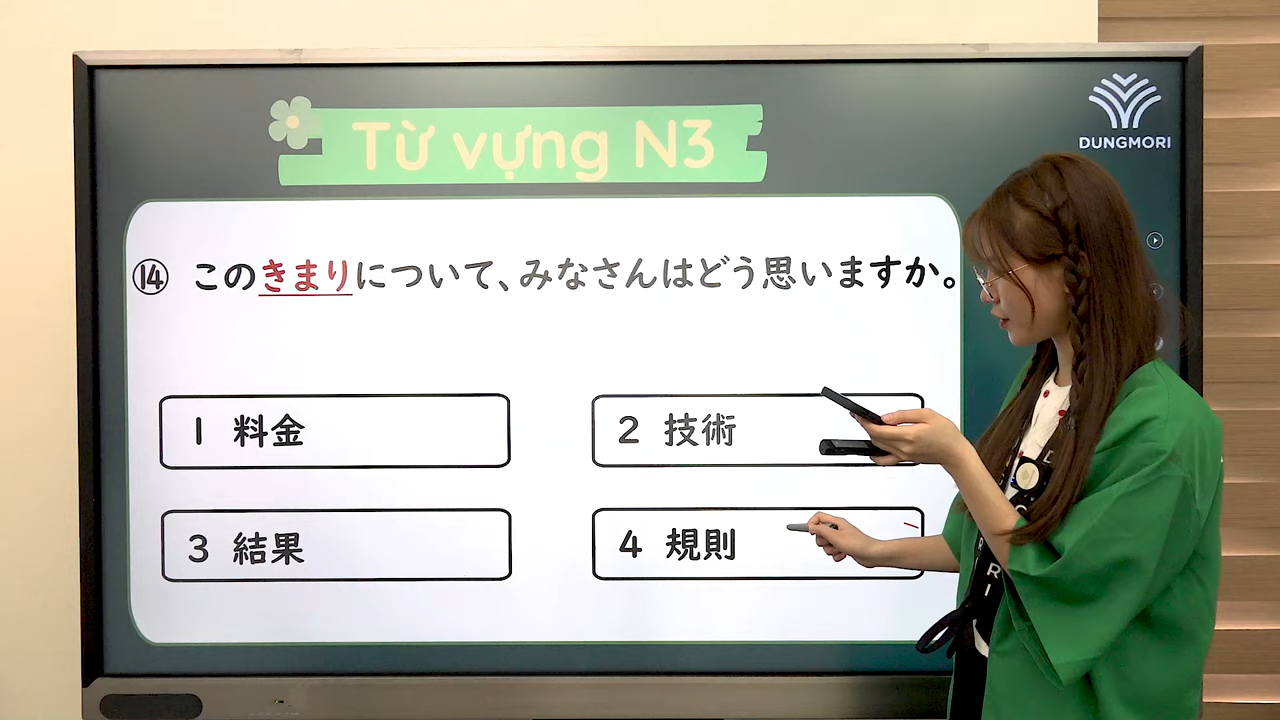 Từ vựng N3
DUNGMORI
⑭ このきまりについて、みなさんはどう思いますか。
1 料金
2 技術
3 結果
4 規則